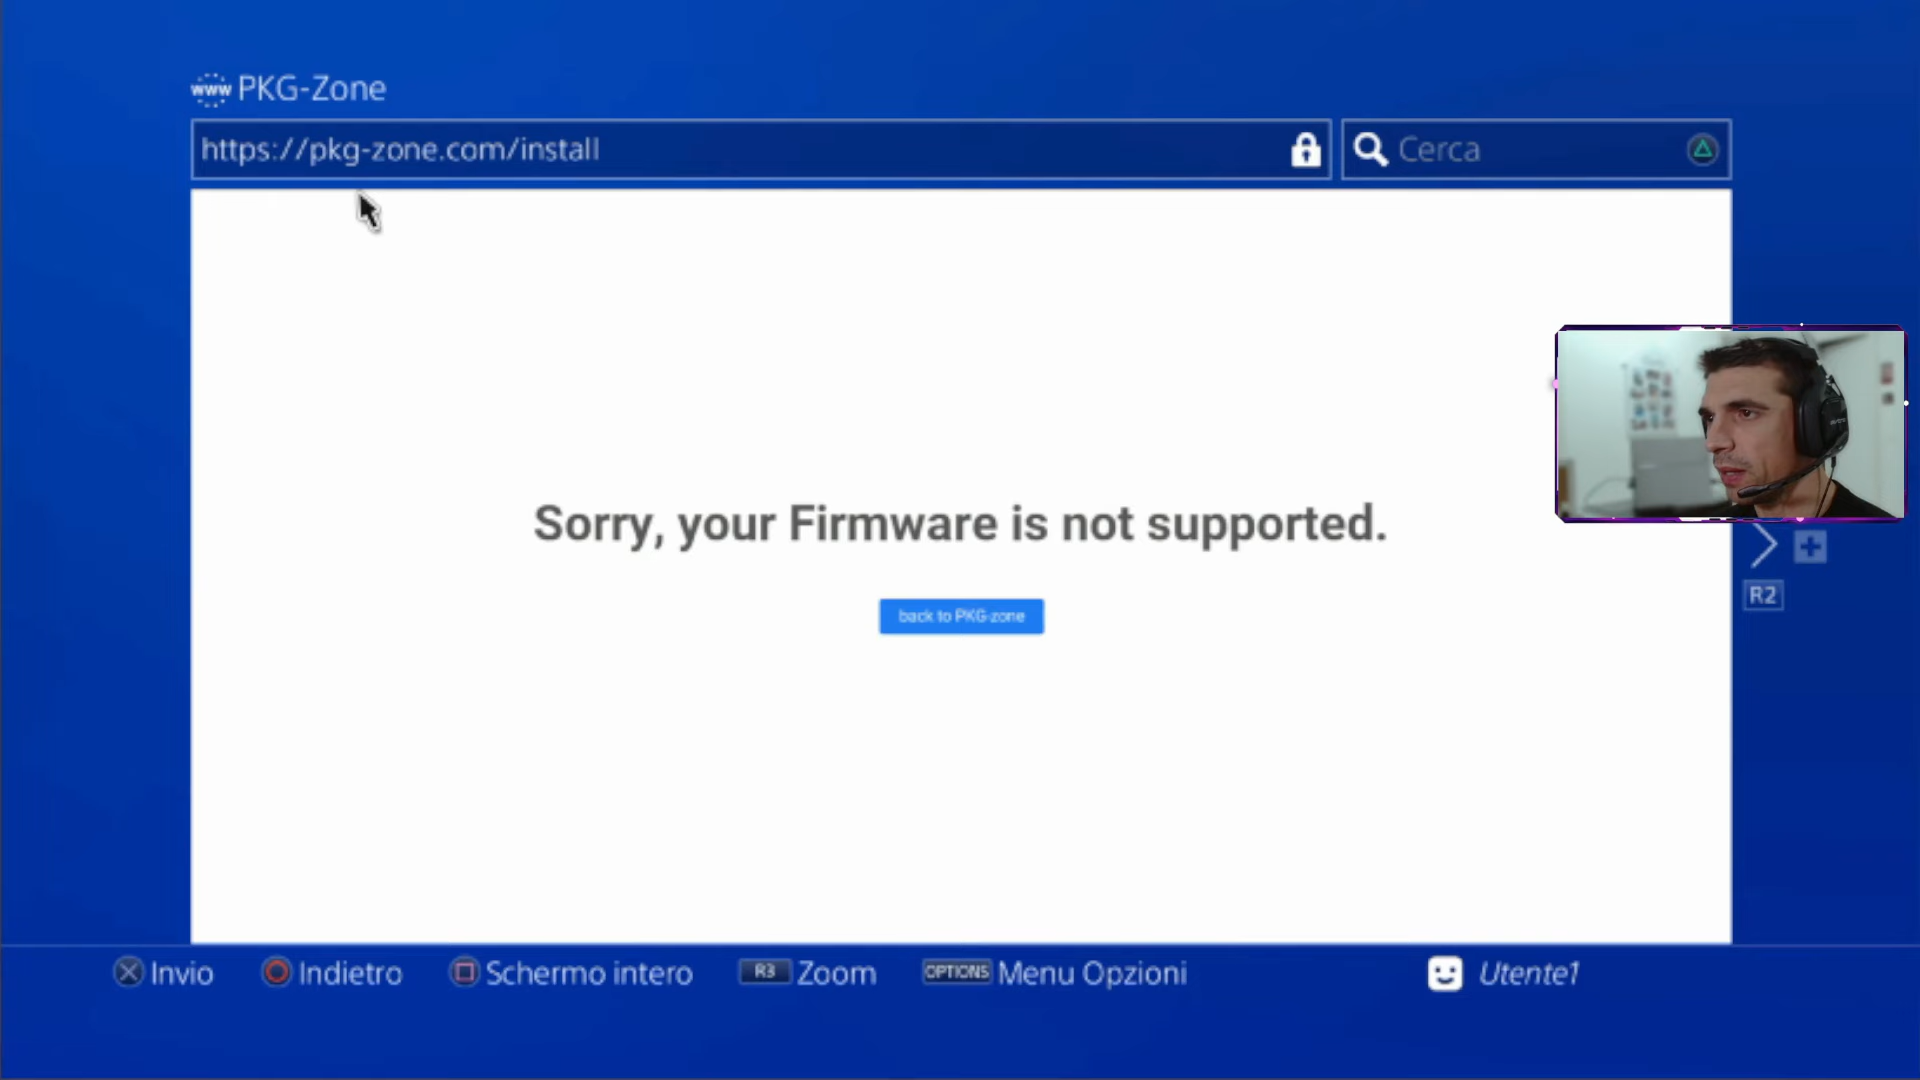 www PKG-Zone
https://pkg-zone.com/install
Cerca
Sorry, your Firmware is not supported.
back to PKG-zone
R2
Invio
Indietro
Schermo intero
R3 Zoom
OPTIONS Menu Opzioni
Utente1